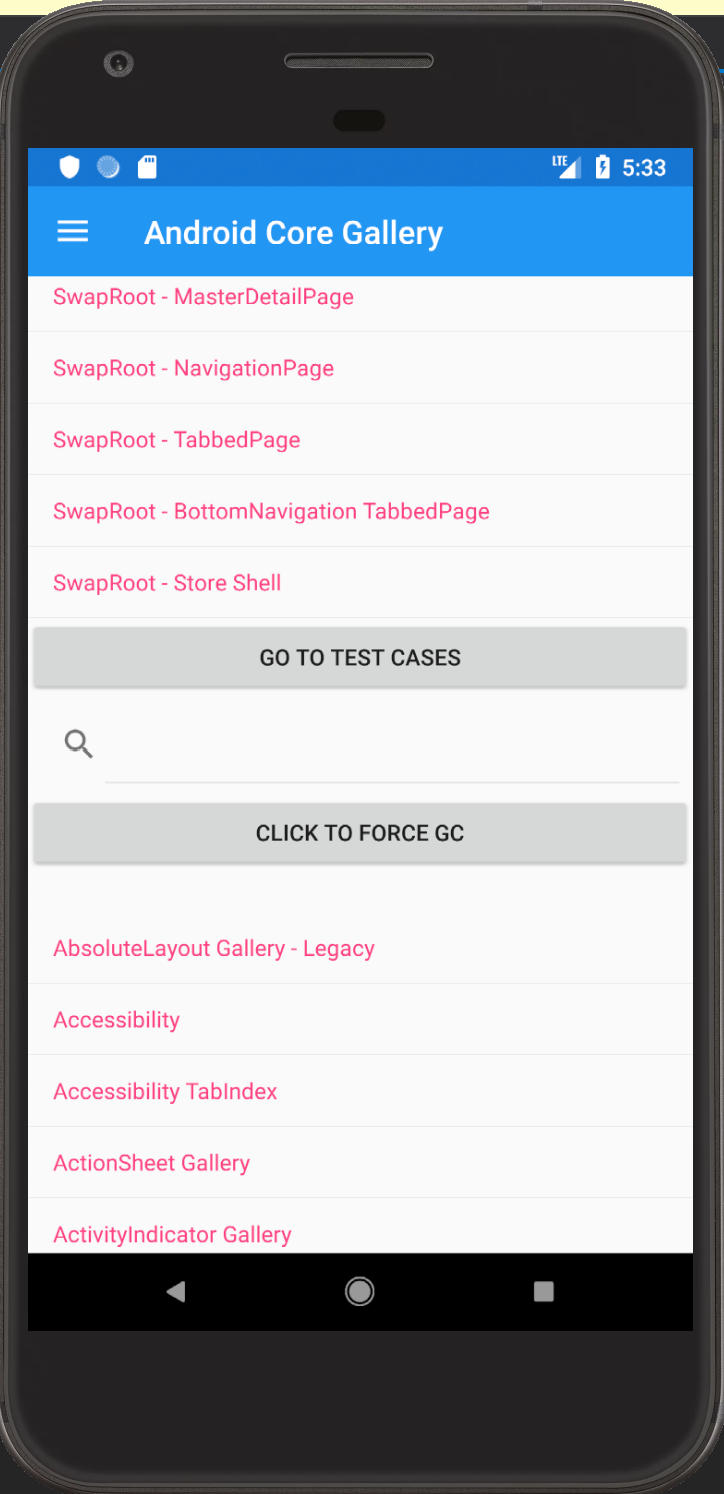 LTE 5:33
Android Core Gallery
SwapRoot - MasterDetailPage
SwapRoot - NavigationPage
SwapRoot - TabbedPage
SwapRoot - BottomNavigation TabbedPage
SwapRoot - Store Shell
GO TO TEST CASES
CLICK TO FORCE GC
AbsoluteLayout Gallery - Legacy
Accessibility
Accessibility TabIndex
ActionSheet Gallery
ActivityIndicator Gallery